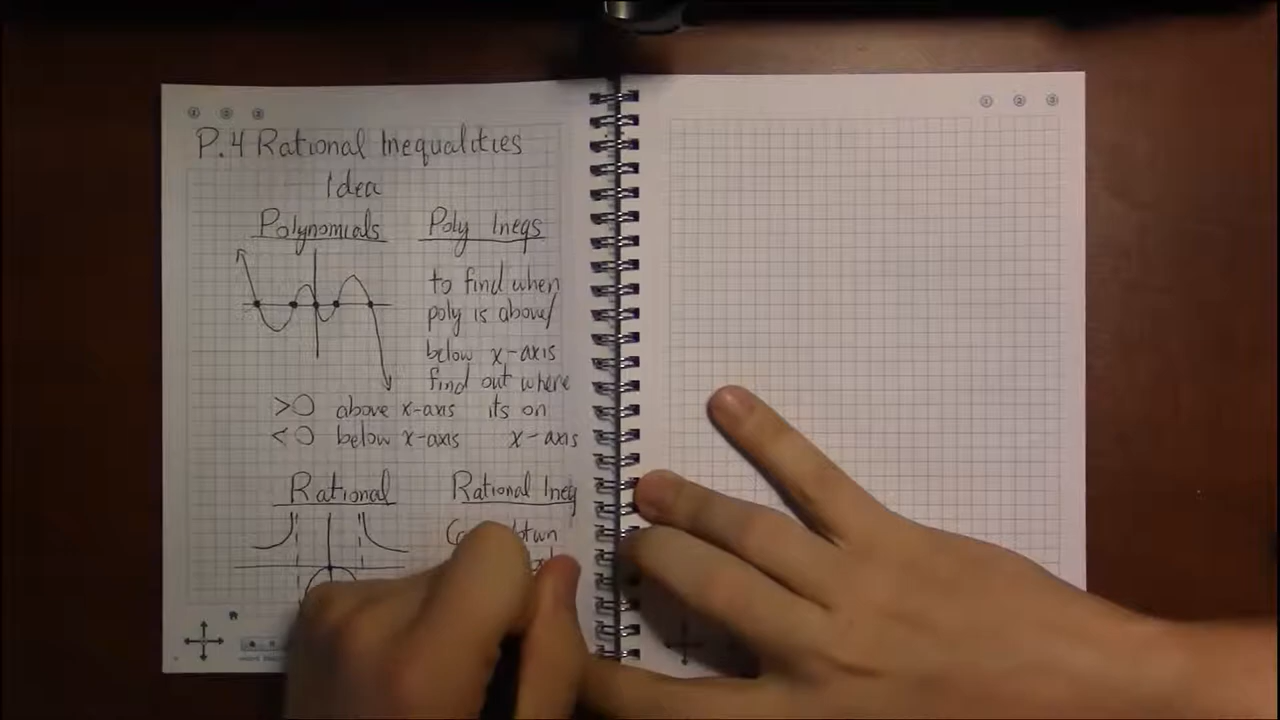 P.4 Rational Inequalities
Idea
Polynomials
Poly Ineqs
to find when
poly is above/
below x-axis
find out where
its on
x-axis
>0 above x-axis
<0 below x-axis
Rational
Rational Ineq